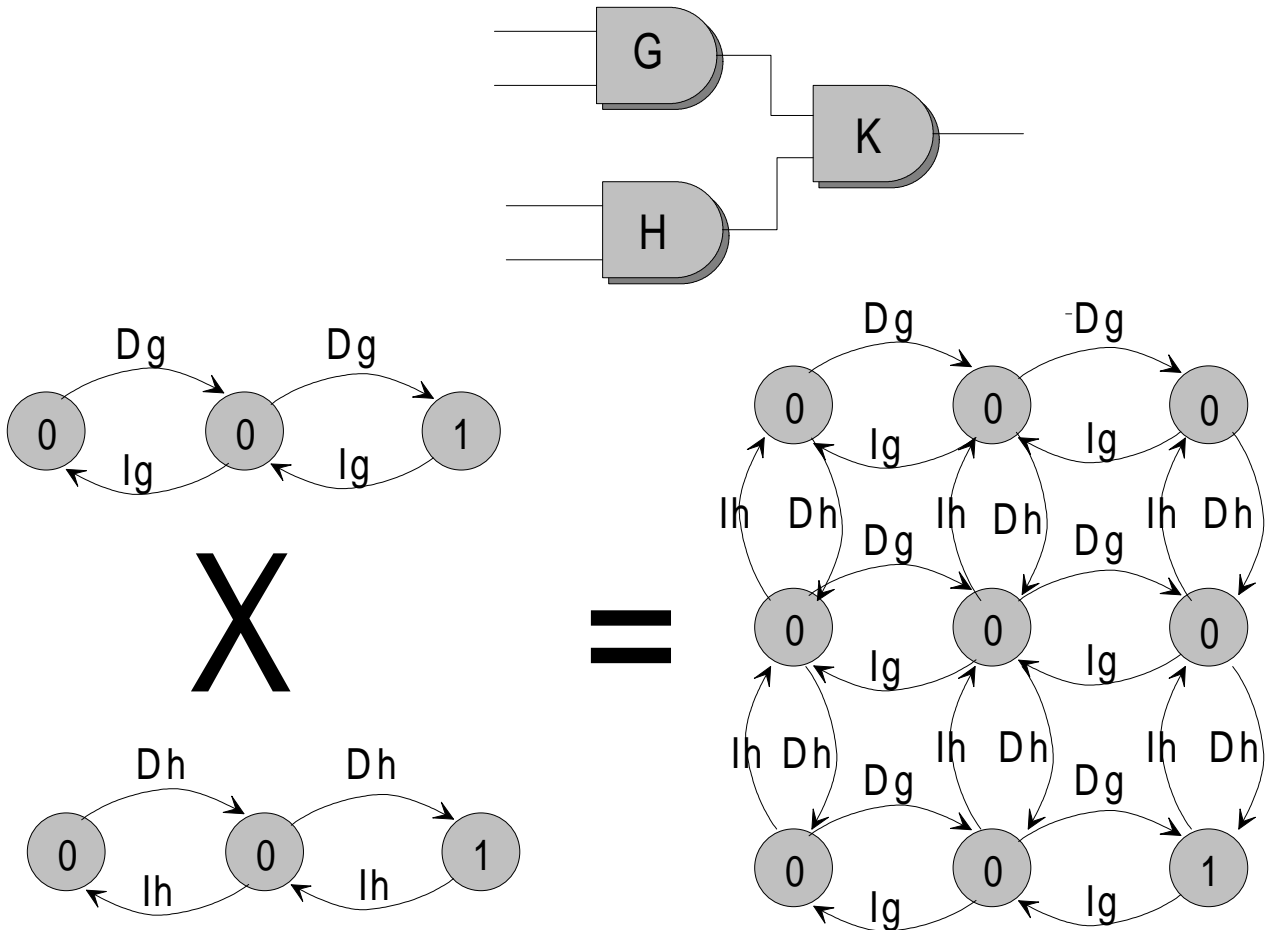 G
K
H
Dg Dg
0 0 1
Ig Ig
X
Dh Dh
0 0 1
Ih Ih
=
Dg -Dg
0 0 0
Ig Ig
Ih Dh Ih Dh Ih Dh
Dg Dg
0 0 0
Ig Ig
Ih Dh Ih Dh Ih Dh
Dg Dg
0 0 1
Ig Ig